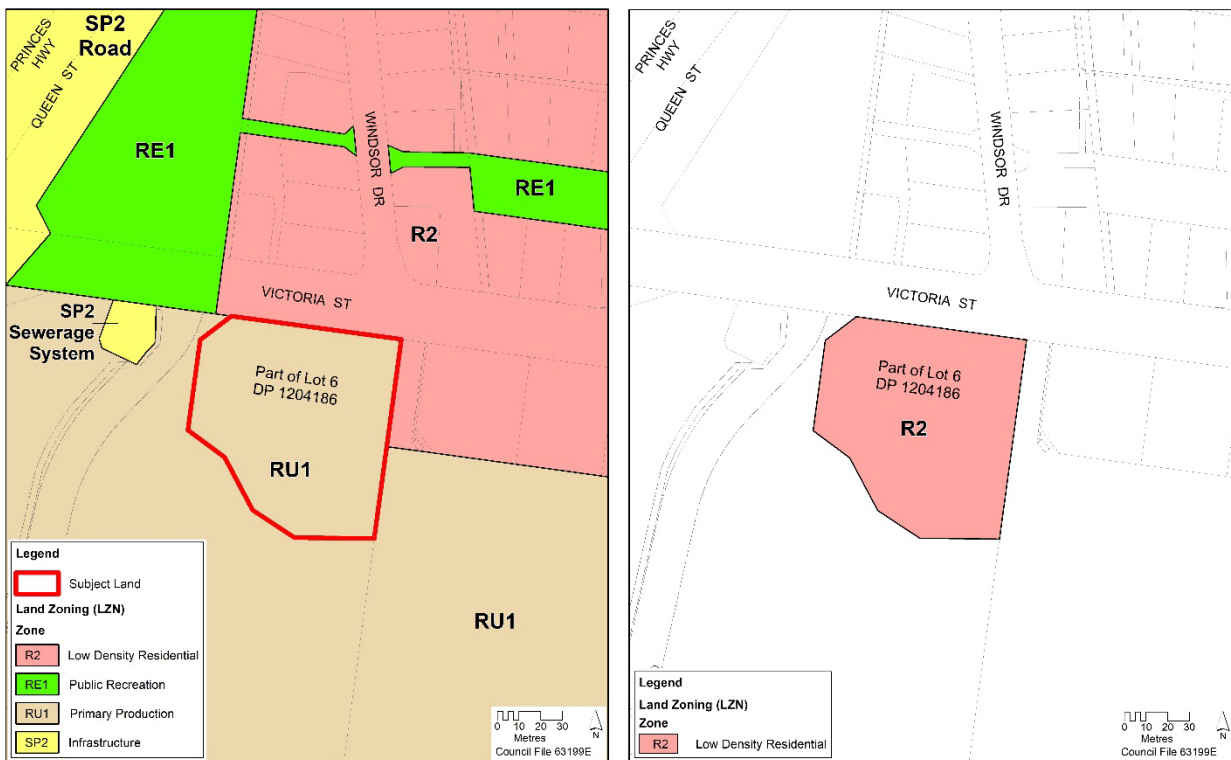 SP2
Road
PRINCES
HWY
QUEEN ST
RE1
WINDSOR DR
RE1
R2
VICTORIA ST
SP2
Sewerage
System
Part of Lot 6
DP 1204186
RU1
RU1
Legend
Subject Land
Land Zoning (LZN)
Zone
R2 Low Density Residential
RE1 Public Recreation
RU1 Primary Production
SP2 Infrastructure
0 10 20 30
Metres
N
Council File 63199E
PRINCES
HWY
QUEEN ST
WINDSOR DR
VICTORIA ST
Part of Lot 6
DP 1204186
R2
Legend
Land Zoning (LZN)
Zone
R2 Low Density Residential
0 10 20 30
Metres
N
Council File 63199E